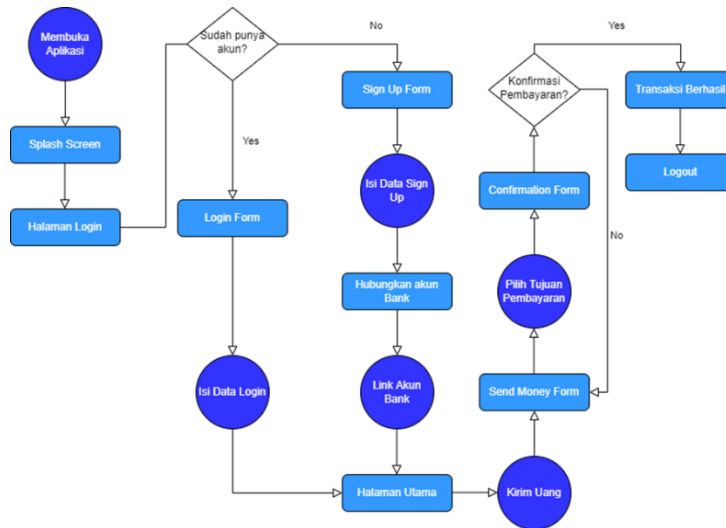 Membuka
Aplikasi
Splash Screen
Halaman Login
Sudah punya
akun?
No
Yes
Login Form
Isi Data Login
Sign Up Form
Isi Data Sign
Up
Hubungkan akun
Bank
Link Akun
Bank
Halaman Utama
Kirim Uang
Send Money Form
Pilih Tujuan
Pembayaran
Confirmation Form
Konfirmasi
Pembayaran?
Yes
No
Transaksi Berhasil
Logout